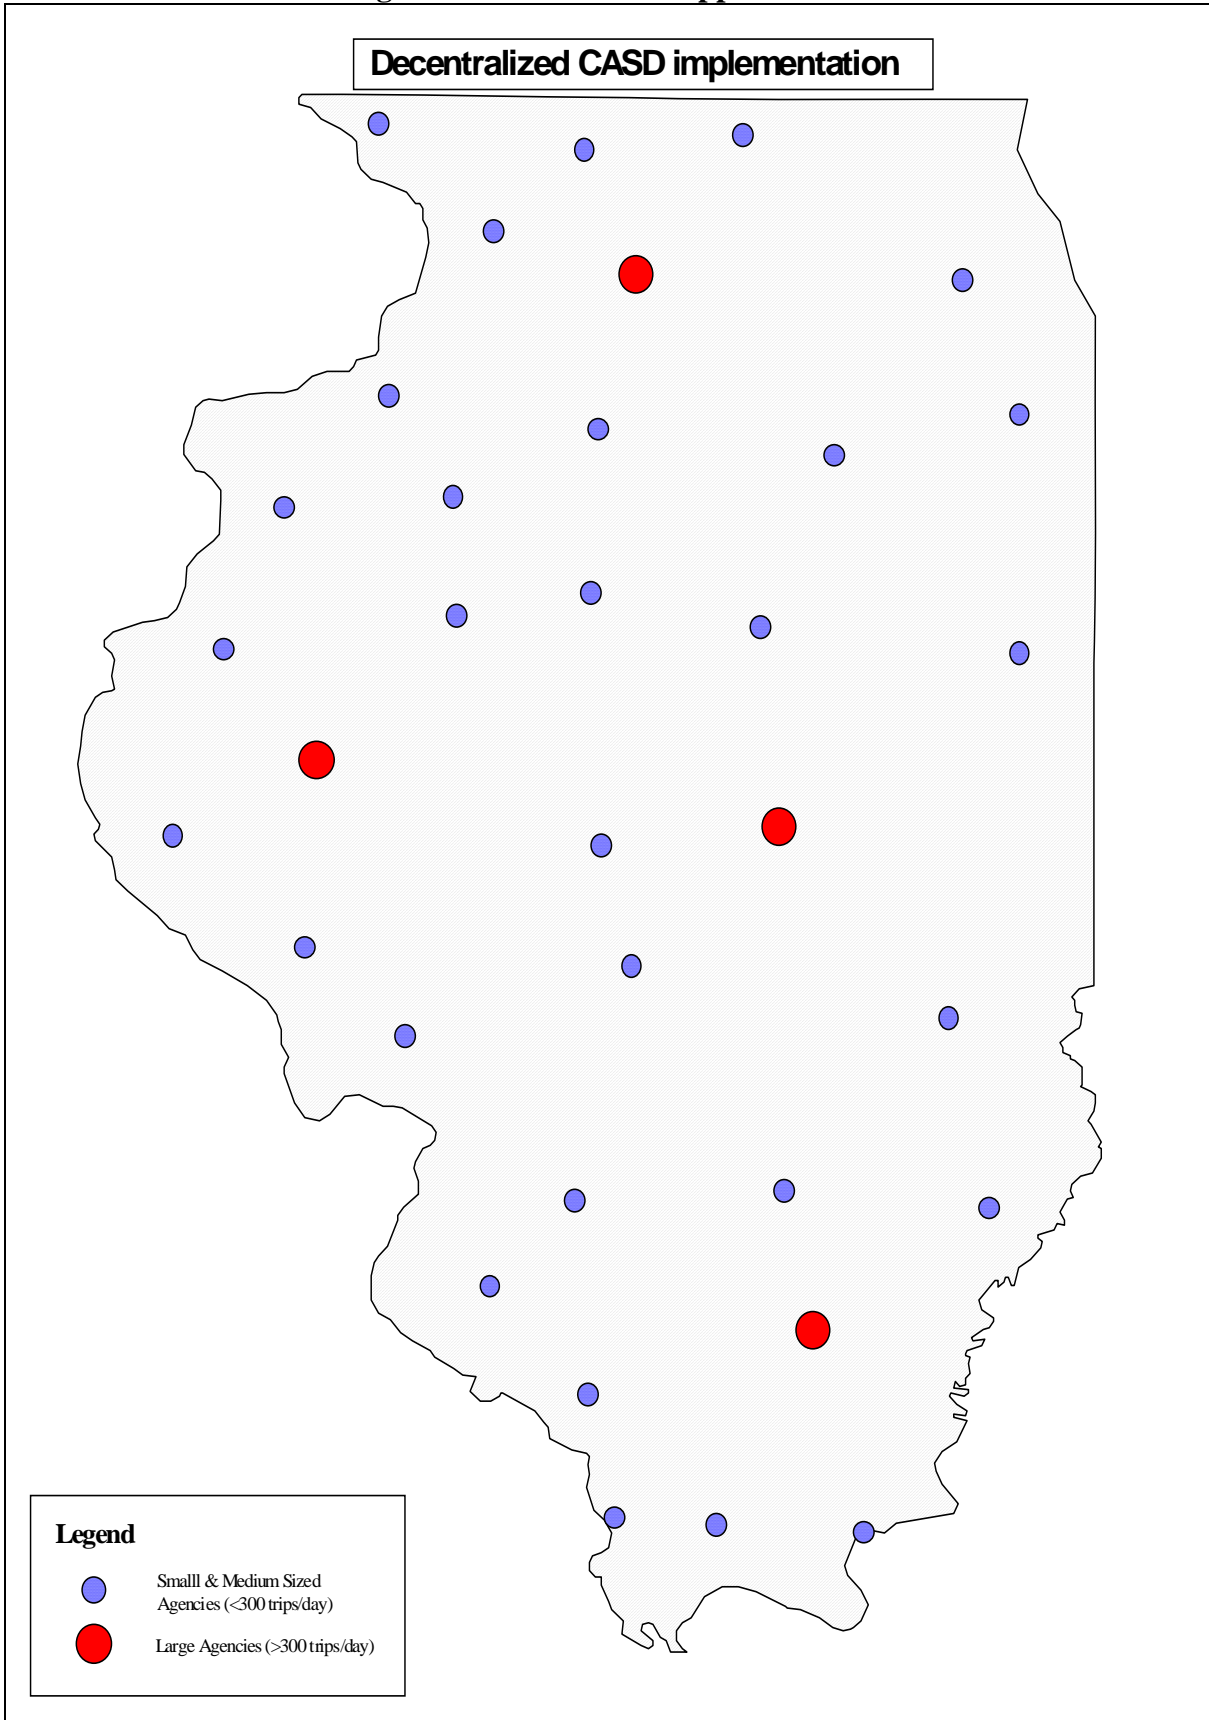 Decentralized CASD implementation
Legend
Smalll & Medium Sized
Agencies (<300 trips/day)
Large Agencies (>300 trips/day)